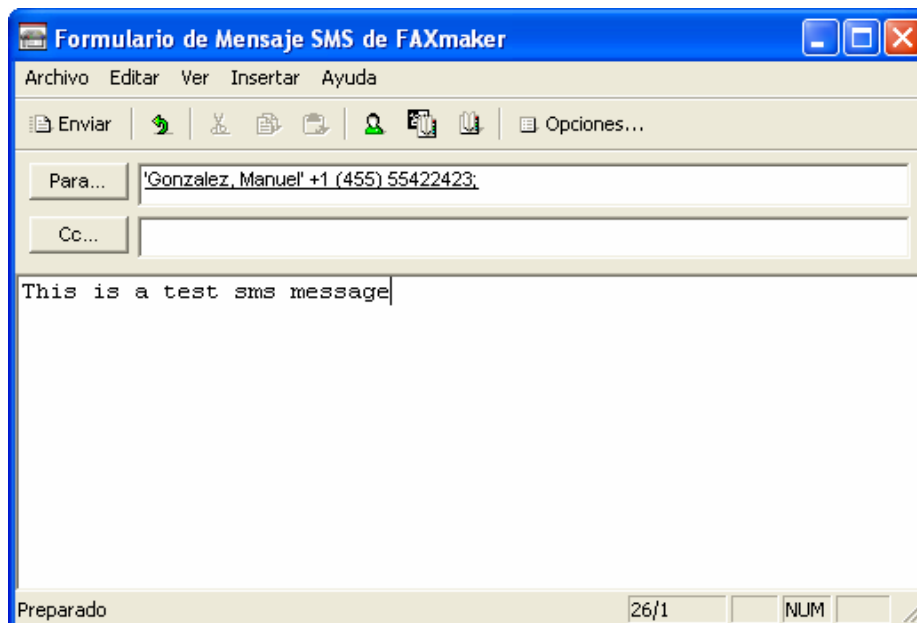 Formulario de Mensaje SMS de FAXmaker
Archivo Editar Ver Insertar Ayuda
Enviar Opciones...
Para... 'Gonzalez, Manuel' +1 (455) 55422423;
Cc...
This is a test sms message
Preparado 26/1 NUM